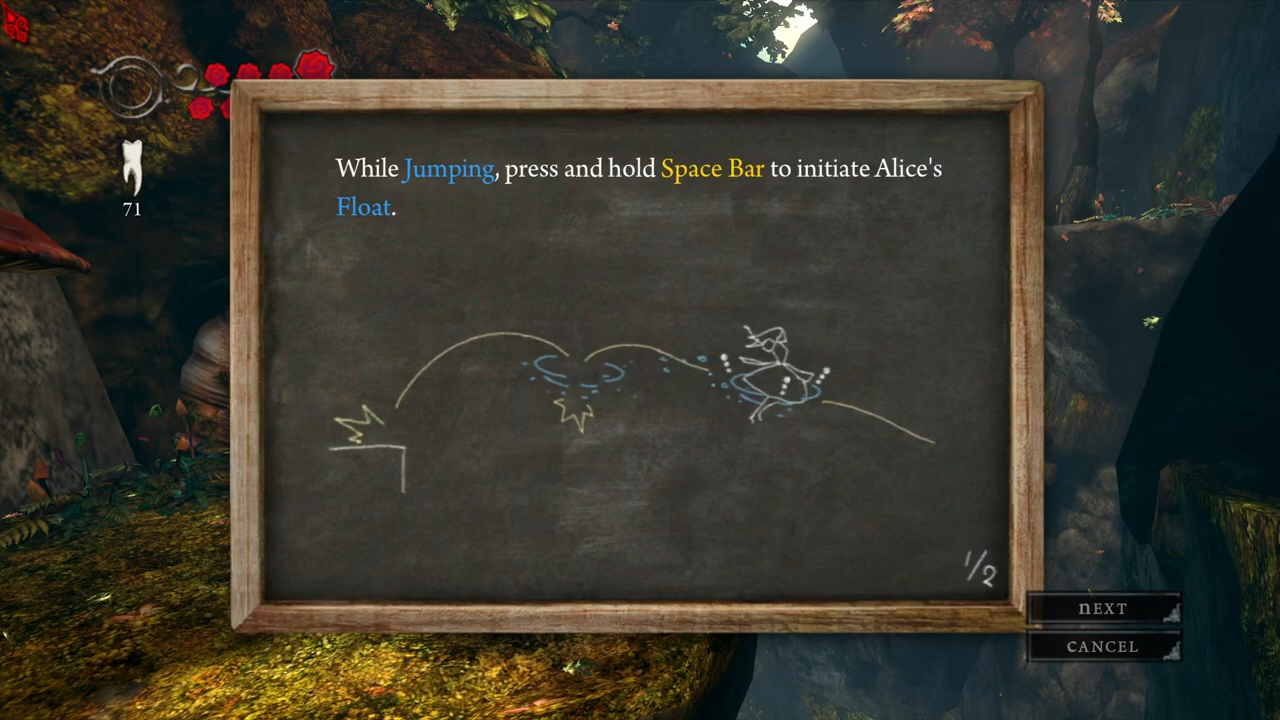 While Jumping, press and hold Space Bar to initiate Alice's
Float.
71
1/2
NEXT
CANCEL